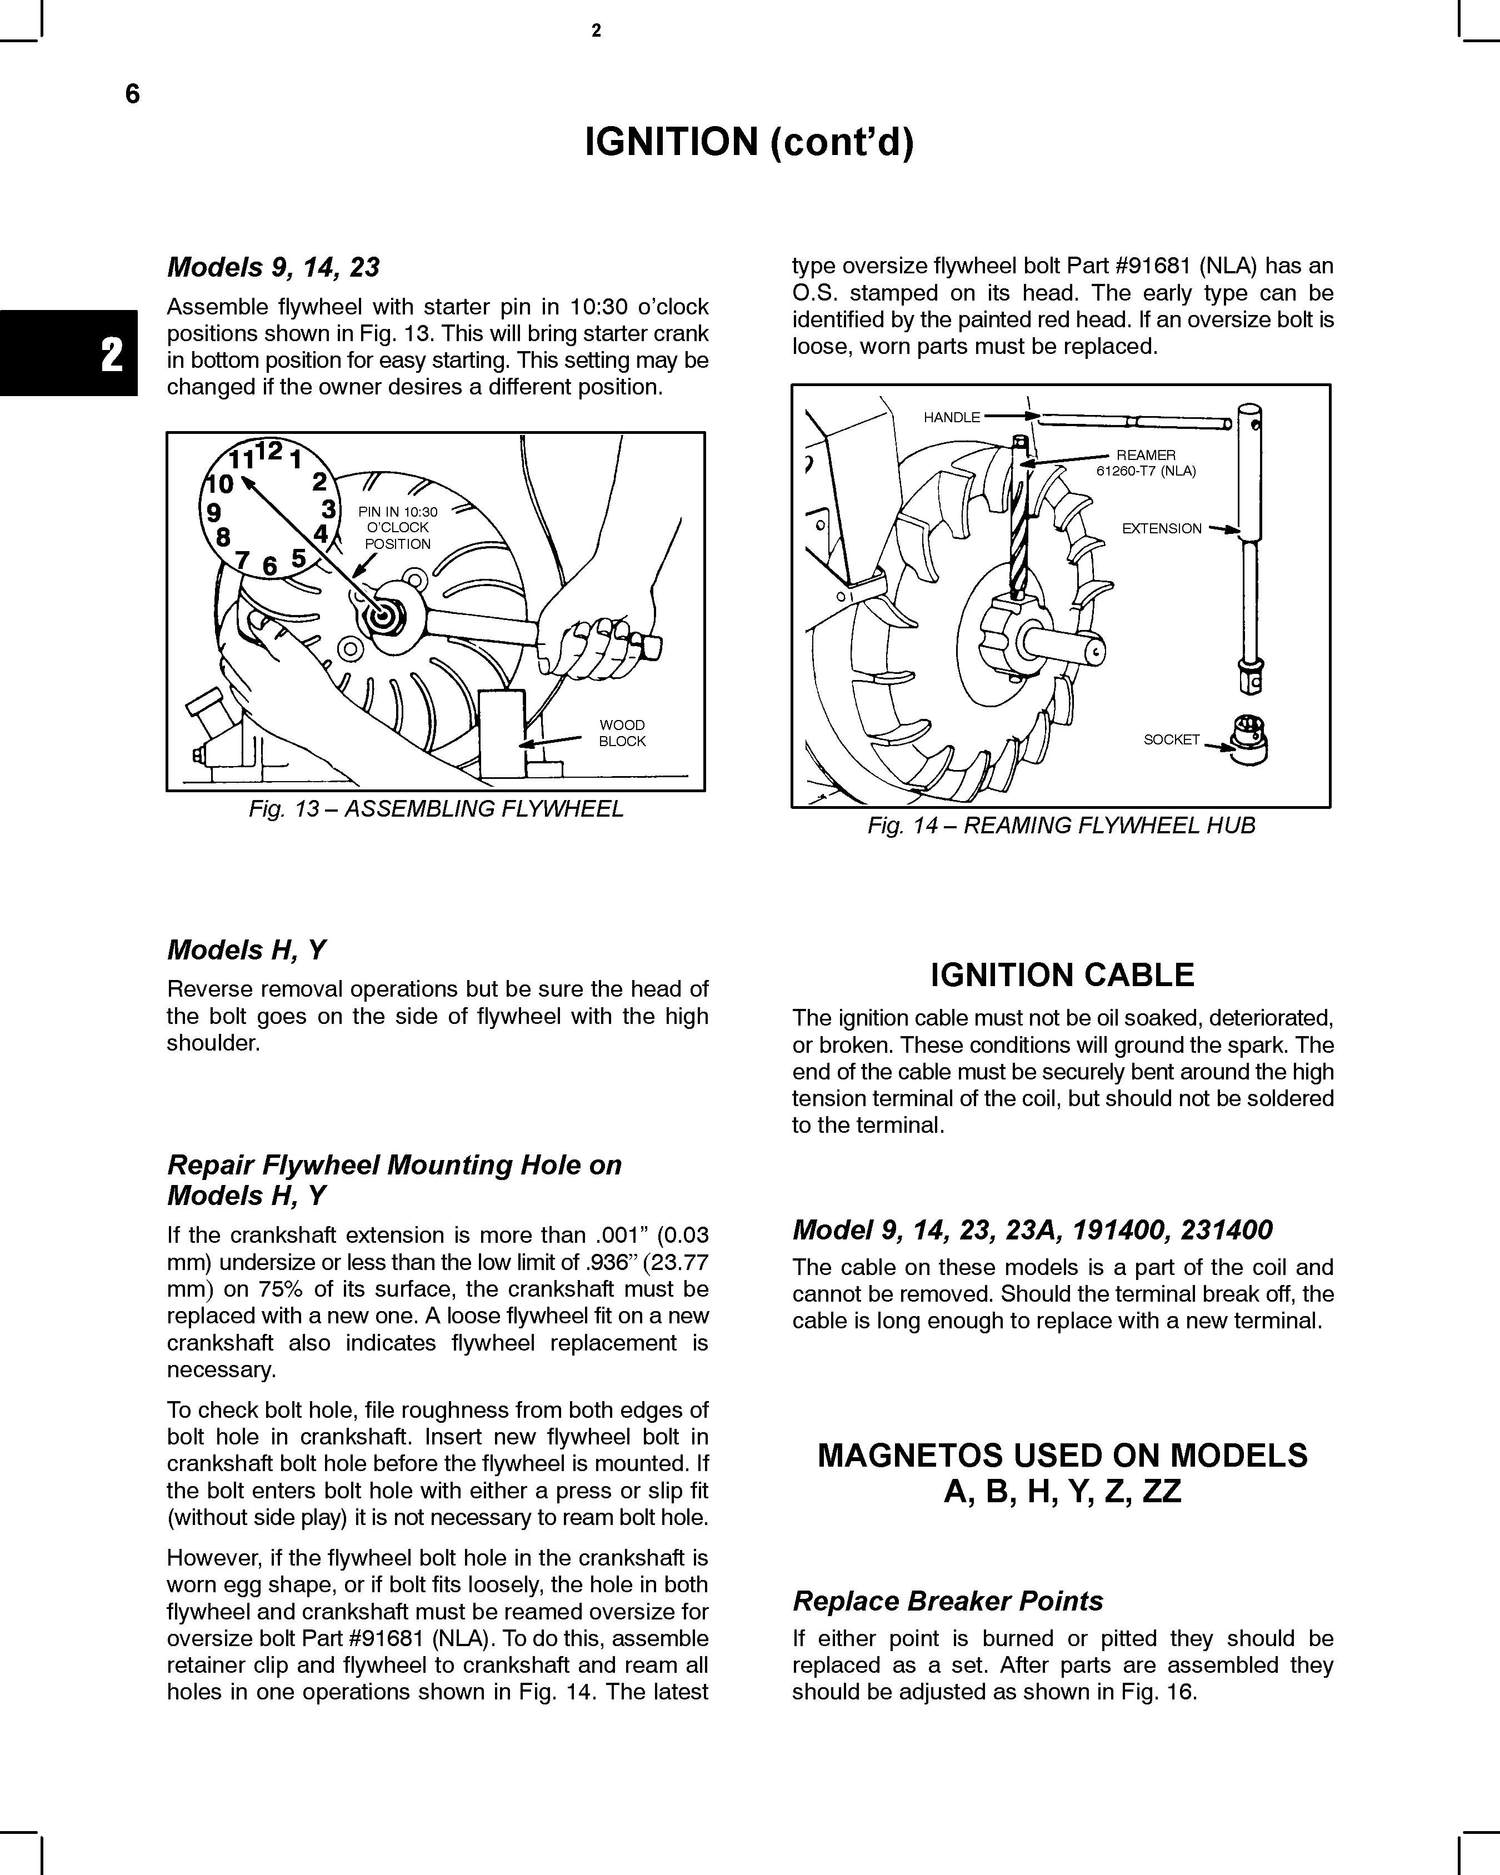 2
6
IGNITION (cont’d)
2
Models 9, 14, 23
Assemble flywheel with starter pin in 10:30 o’clock
positions shown in Fig. 13. This will bring starter crank
in bottom position for easy starting. This setting may be
changed if the owner desires a different position.
11 12 1
10 2
9 3
8 4
7 6 5
PIN IN 10:30
O’CLOCK
POSITION
WOOD
BLOCK
Fig. 13 – ASSEMBLING FLYWHEEL
Models H, Y
Reverse removal operations but be sure the head of
the bolt goes on the side of flywheel with the high
shoulder.
Repair Flywheel Mounting Hole on
Models H, Y
If the crankshaft extension is more than .001” (0.03
mm) undersize or less than the low limit of .936” (23.77
mm) on 75% of its surface, the crankshaft must be
replaced with a new one. A loose flywheel fit on a new
crankshaft also indicates flywheel replacement is
necessary.
To check bolt hole, file roughness from both edges of
bolt hole in crankshaft. Insert new flywheel bolt in
crankshaft bolt hole before the flywheel is mounted. If
the bolt enters bolt hole with either a press or slip fit
(without side play) it is not necessary to ream bolt hole.
However, if the flywheel bolt hole in the crankshaft is
worn egg shape, or if bolt fits loosely, the hole in both
flywheel and crankshaft must be reamed oversize for
oversize bolt Part #91681 (NLA). To do this, assemble
retainer clip and flywheel to crankshaft and ream all
holes in one operations shown in Fig. 14. The latest
type oversize flywheel bolt Part #91681 (NLA) has an
O.S. stamped on its head. The early type can be
identified by the painted red head. If an oversize bolt is
loose, worn parts must be replaced.
HANDLE
REAMER
61260-T7 (NLA)
EXTENSION
SOCKET
Fig. 14 – REAMING FLYWHEEL HUB
IGNITION CABLE
The ignition cable must not be oil soaked, deteriorated,
or broken. These conditions will ground the spark. The
end of the cable must be securely bent around the high
tension terminal of the coil, but should not be soldered
to the terminal.
Model 9, 14, 23, 23A, 191400, 231400
The cable on these models is a part of the coil and
cannot be removed. Should the terminal break off, the
cable is long enough to replace with a new terminal.
MAGNETOS USED ON MODELS
A, B, H, Y, Z, ZZ
Replace Breaker Points
If either point is burned or pitted they should be
replaced as a set. After parts are assembled they
should be adjusted as shown in Fig. 16.